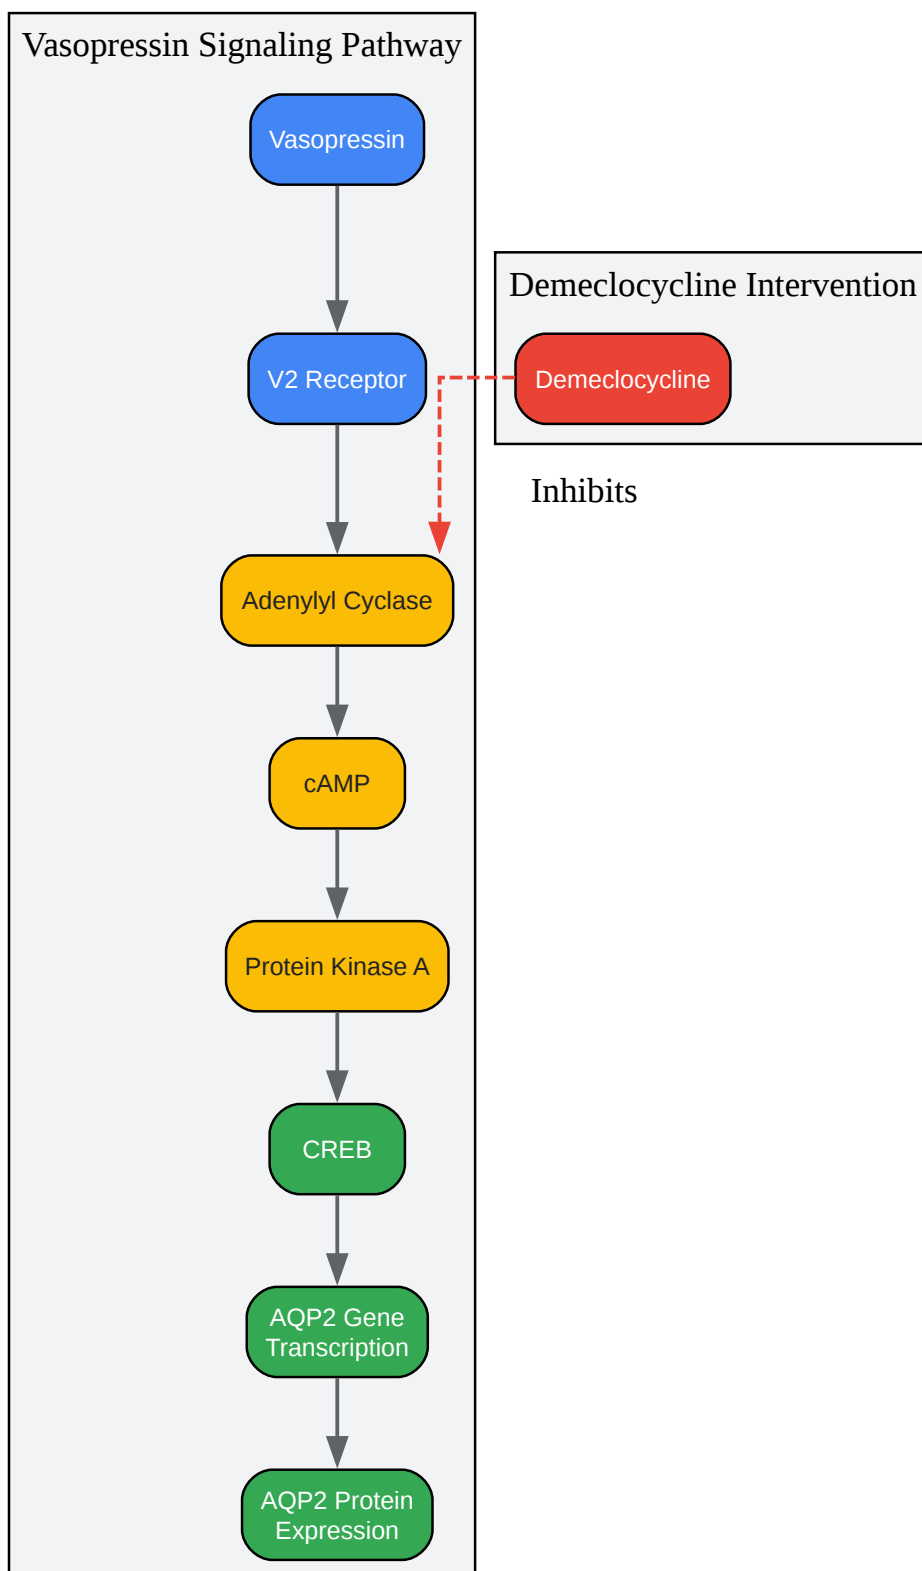 Vasopressin Signaling Pathway
Vasopressin
Demeclocycline Intervention
V2 Receptor
Demeclocycline
Inhibits
Adenylyl Cyclase
cAMP
Protein Kinase A
CREB
AQP2 Gene
Transcription
AQP2 Protein
Expression